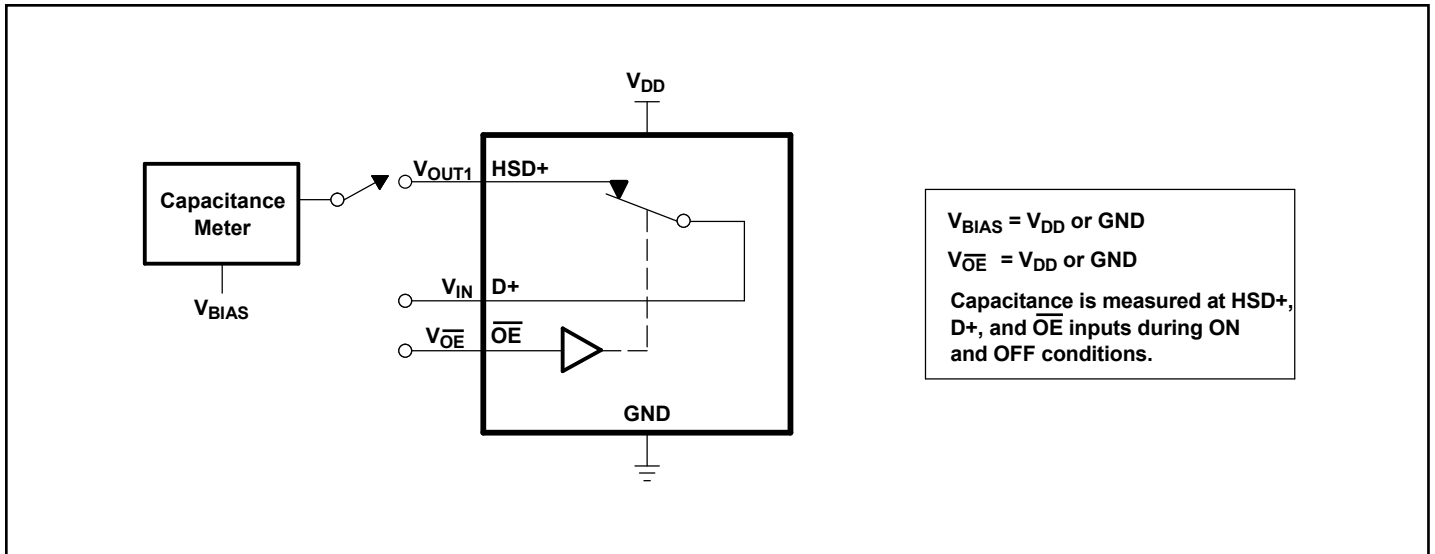 VDD
Capacitance
Meter
VBIAS
VOUT1 HSD+
VIN D+
VOE OE
GND
VBIAS = VDD or GND
VOE = VDD or GND
Capacitance is measured at HSD+,
D+, and OE inputs during ON
and OFF conditions.